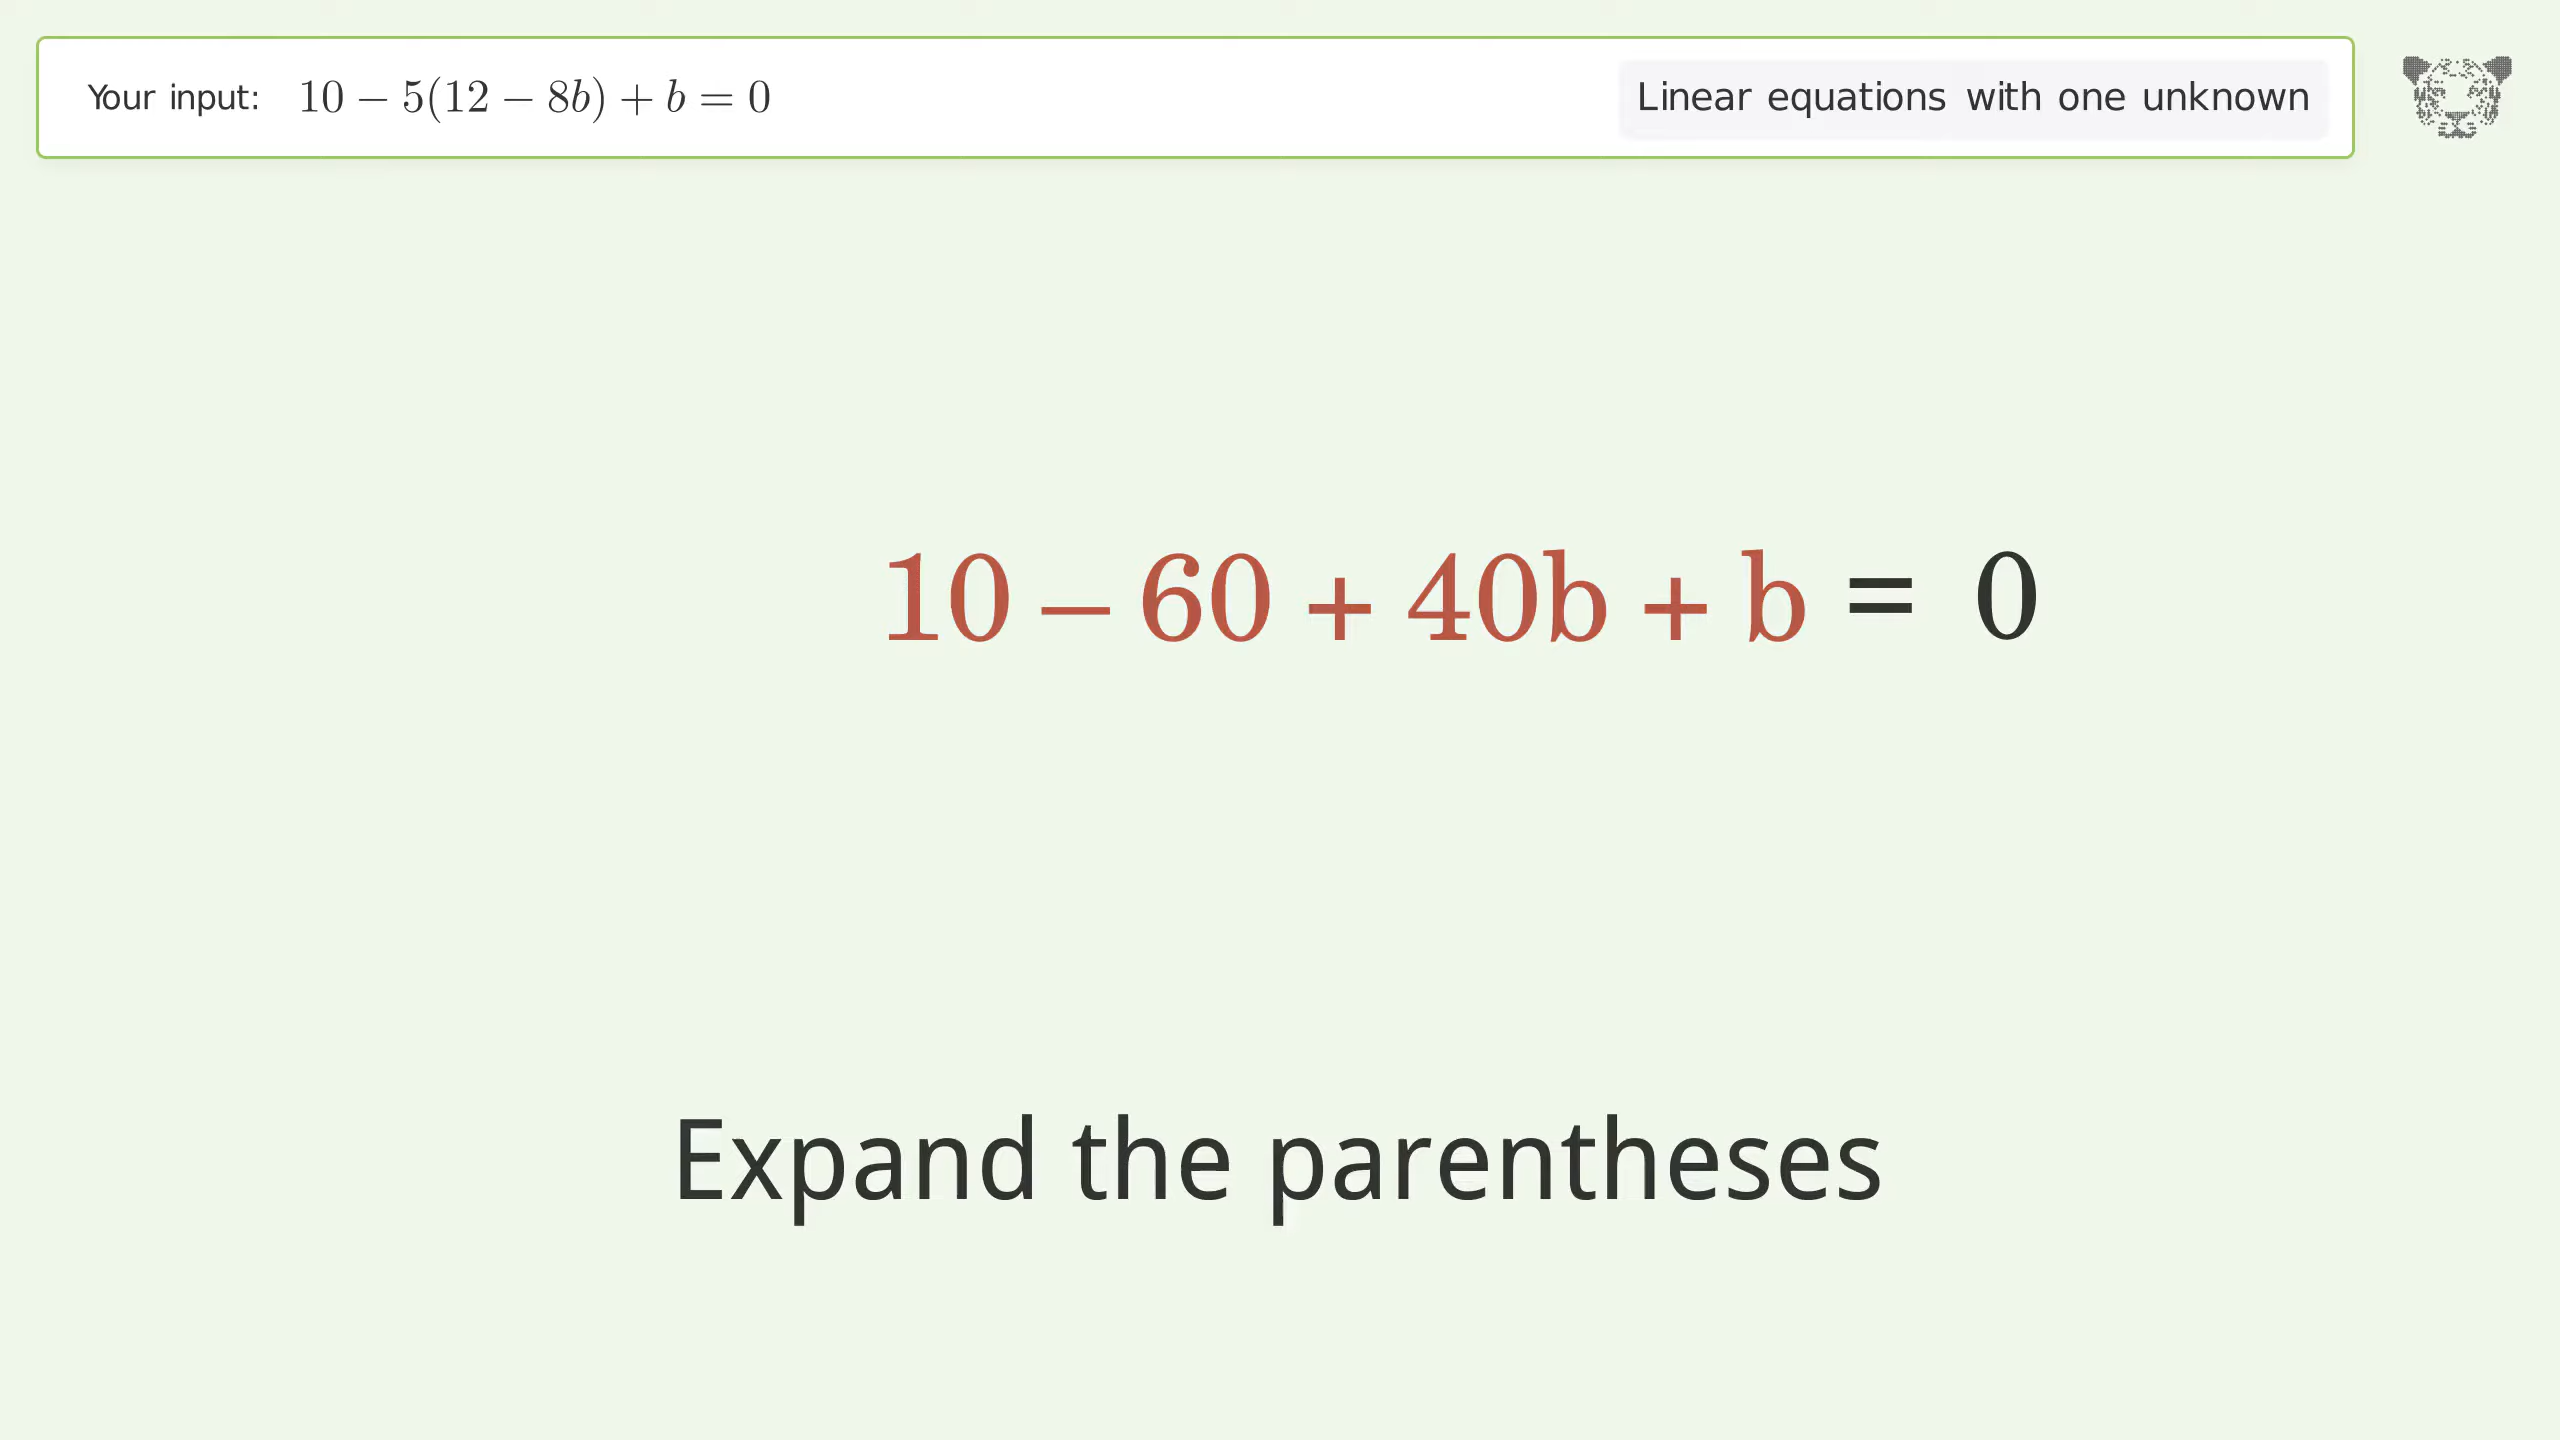 Your input: 10 − 5(12 − 8b) + b = 0
Linear equations with one unknown
10 – 60 + 40b + b = 0
Expand the parentheses